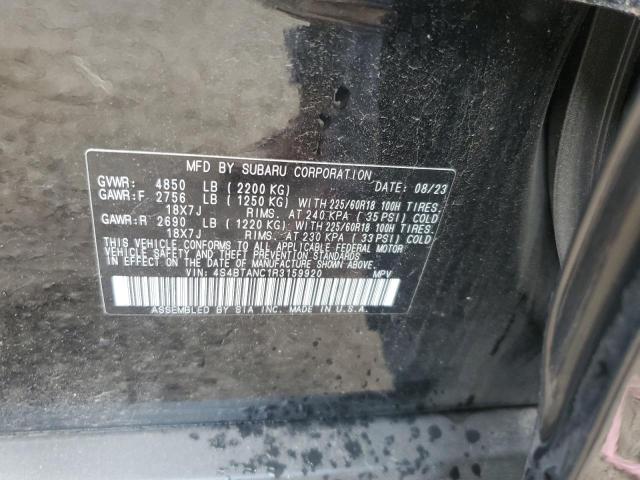 MFD BY SUBARU CORPORATION
GVWR: 4850 LB (2200 KG) DATE: 08/23
GAWR:F 2756 LB (1250 KG) WITH 225/60R18 100H TIRES,
18X7J RIMS, AT 240 KPA (35 PSI) COLD
GAWR:R 2690 LB (1220 KG) WITH 225/60R18 100H TIRES,
18X7J RIMS, AT 230 KPA (33 PSI) COLD
THIS VEHICLE CONFORMS TO ALL APPLICABLE FEDERAL MOTOR
VEHICLE SAFETY AND THEFT PREVENTION STANDARDS
IN EFFECT ON THE DATE OF MANUFACTURE SHOWN ABOVE.
VIN: 4S4BTANC1R3159920 MPV
ASSEMBLED BY SIA INC. MADE IN U.S.A.